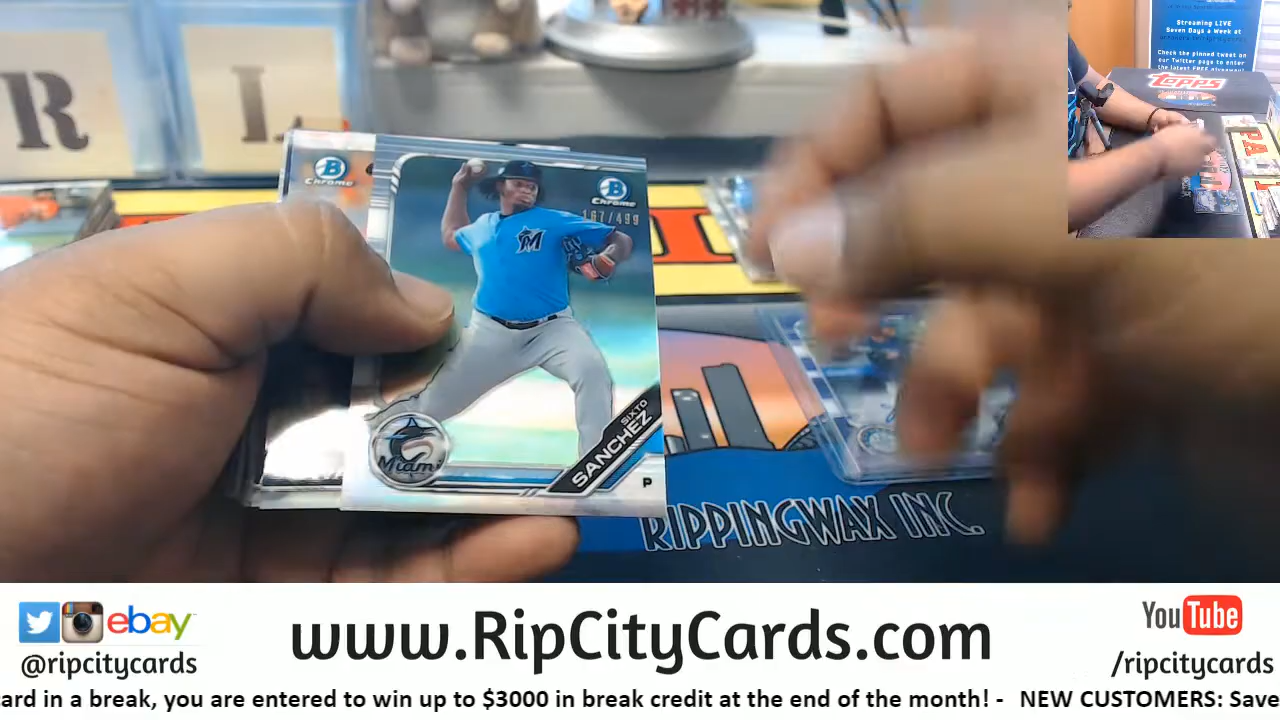 R L
Streaming LIVE
Seven Days a Week at
Check the pinned tweet on
our Twitter page to enter
the latest FREE giveaway!
Topps
B
Chrome
B
Chrome
167/499
M
Miami
SIXTO
SANCHEZ
P
RIPPINGWAX INC.
ebay
www.RipCityCards.com
YouTube
@ripcitycards
/ripcitycards
card in a break, you are entered to win up to $3000 in break credit at the end of the month! - NEW CUSTOMERS: Save